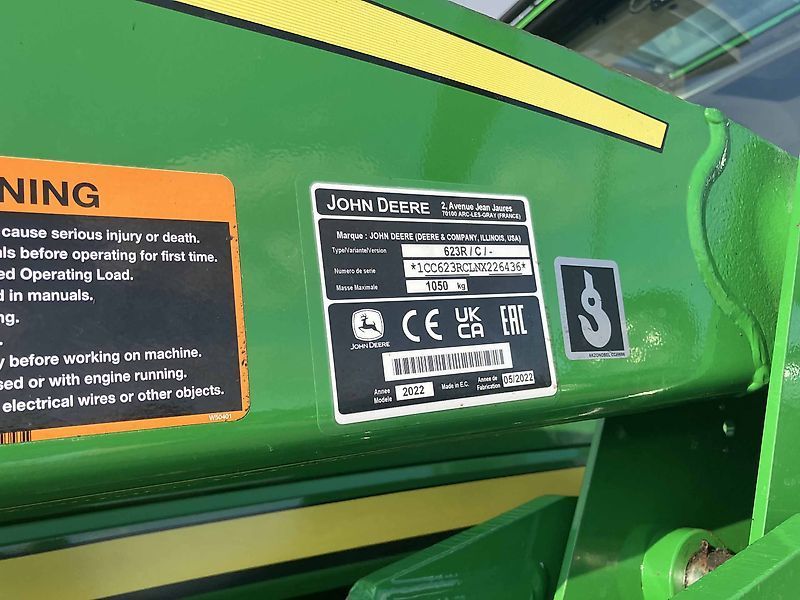 NING
cause serious injury or death.
ls before operating for first time.
ed Operating Load.
d in manuals.
ng.
y before working on machine.
sed or with engine running.
electrical wires or other objects.
W50401
JOHN DEERE
2, Avenue Jean Jaures
70100 ARC-LES-GRAY (FRANCE)
Marque : JOHN DEERE (DEERE & COMPANY, ILLINOIS, USA)
Type/Variante/Version 623R / C / -
Numero de serie *1CC623RCLNX226436*
Masse Maximale 1050 kg
JOHN DEERE
CE UK CA EAC
Annee Modele 2022 Made in E.C. Annee de Fabrication 05/2022